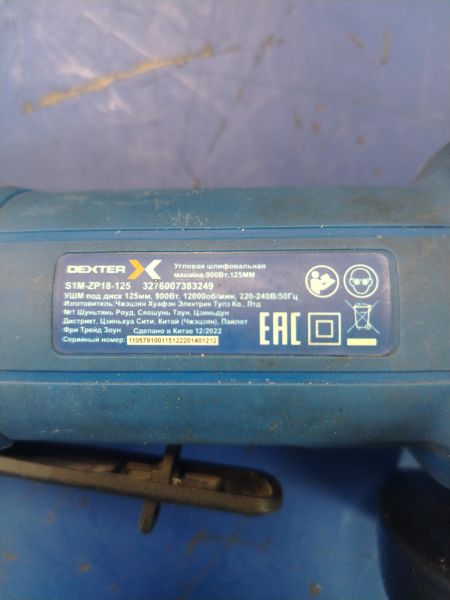 DEXTER X
Угловая шлифовальная
машина,900Вт,125ММ
S1M-ZP18-125 3276007383249
УШМ под диск 125мм, 900Вт, 12000об/мин, 220-240В/50Гц
Изготовитель:Чжэцзян Хуафэн Электрик Тулз Ко., Лтд
№1 Шуньтянь Роуд, Сяошунь Таун, Цзиньдун
Дистрикт, Цзиньхуа Сити, Китай (Чжэцзян), Пайлот
Фри Трейд Зоун Сделано в Китае 12/2022
Серийный номер: 110579100115122201401212
EAC